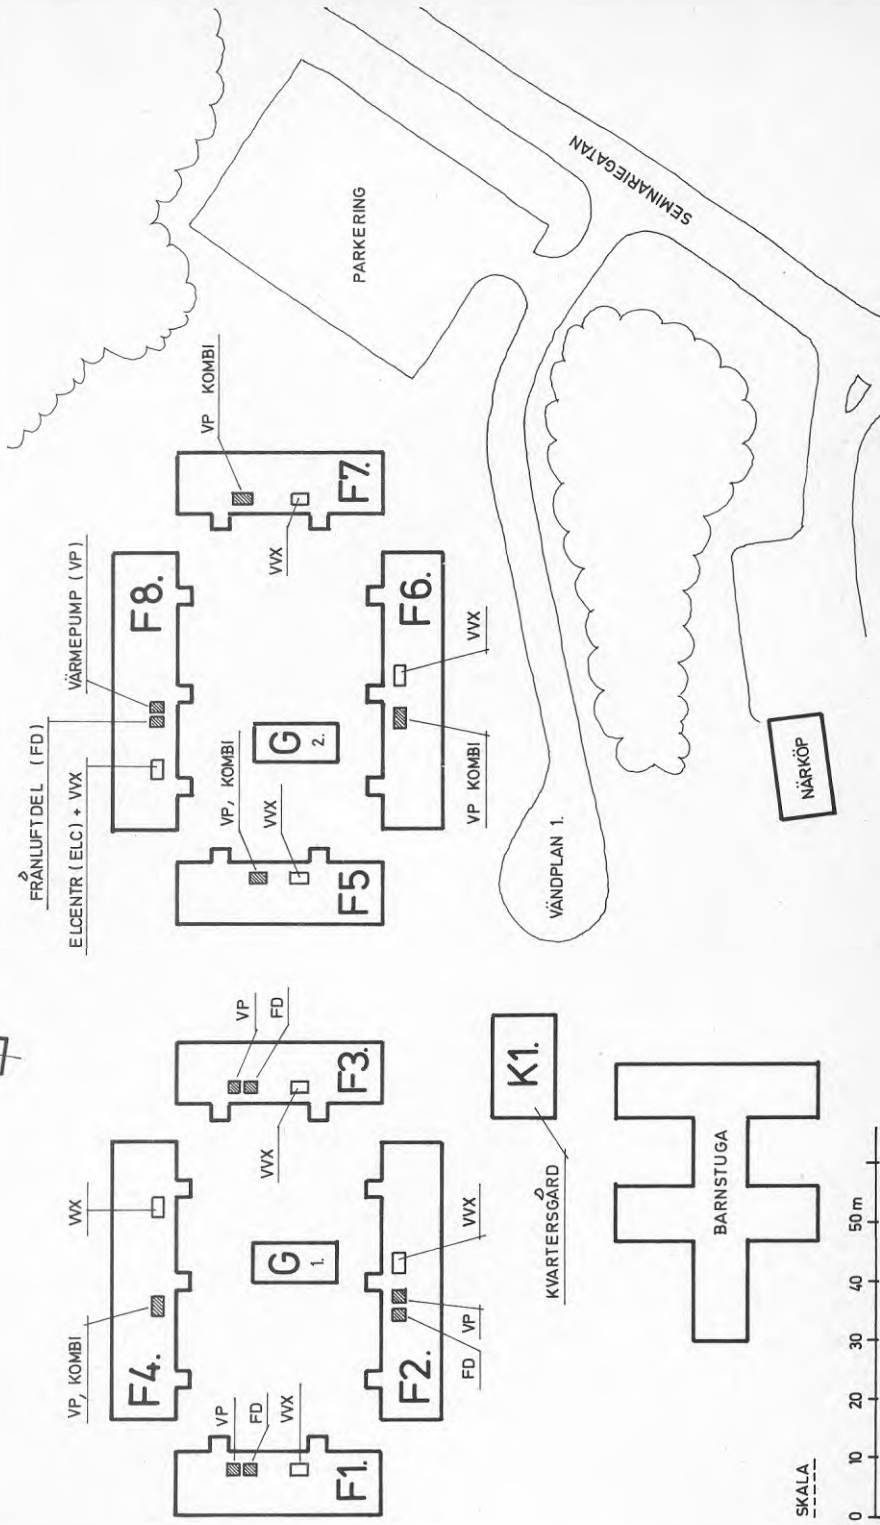 FRÅNLUFTDEL (FD)
ELCENTR (ELC) + VVX
VÄRMEPUMP (VP)
F8.
VP KOMBI
VVX
F7.
G
2.
VP, KOMBI
VVX
F5
F6.
VVX
VP KOMBI
PARKERING
SEMINARIEGATAN
VÄNDPLAN 1.
NÄRKÖP
VP, KOMBI
VVX
F4.
VP
FD
VVX
F3.
G
1.
VP
FD
VVX
F1.
F2.
FD
VP
VVX
K1.
KVARTERSGÅRD
BARNSTUGA
SKALA
0 10 20 30 40 50m